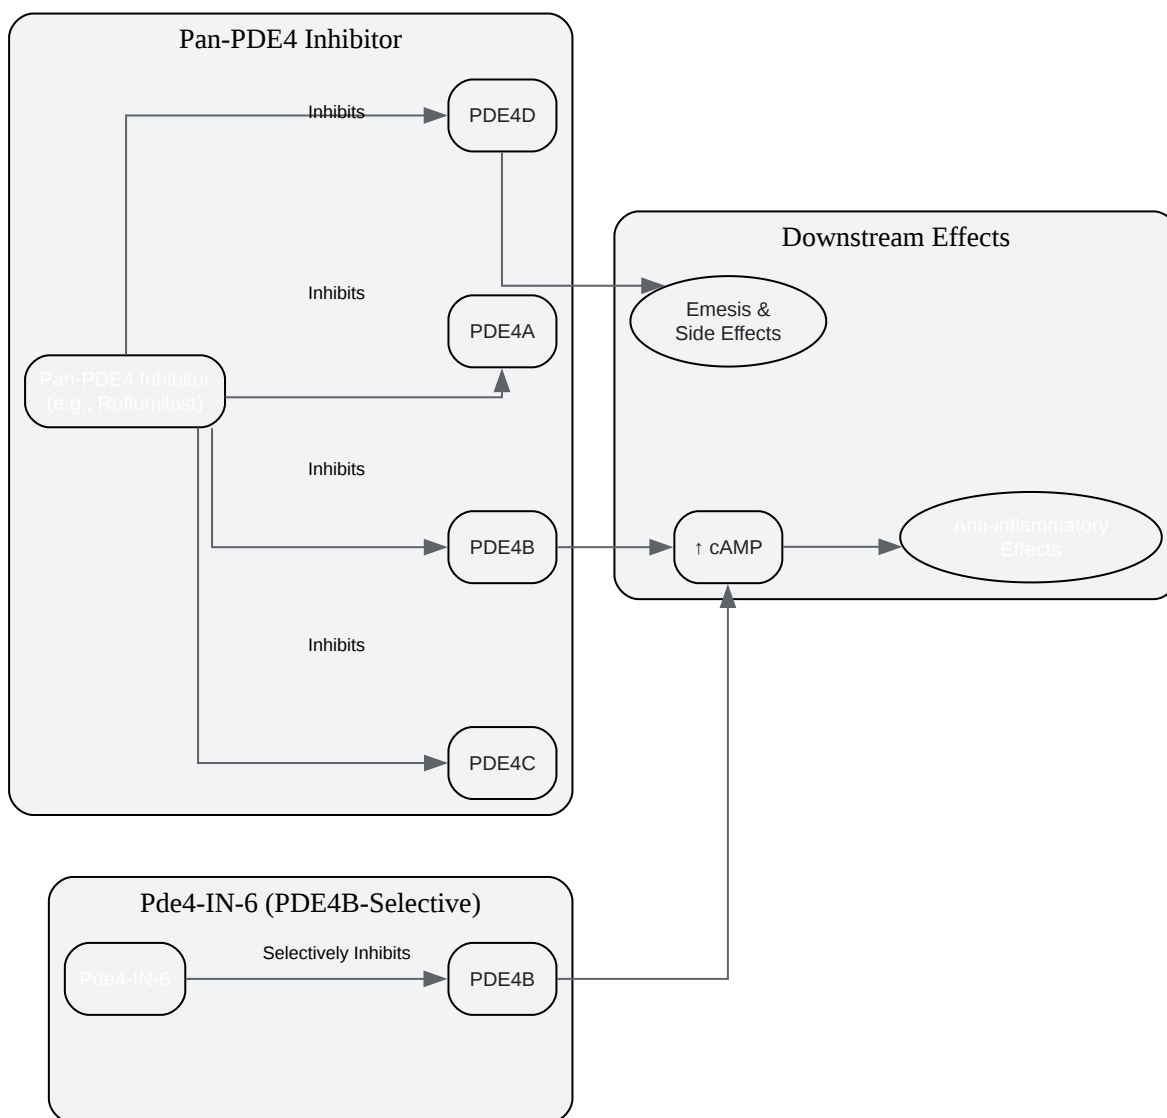 Pan-PDE4 Inhibitor
Inhibits
PDE4D
Downstream Effects
Inhibits
Emesis &
Side Effects
PDE4A
Pan-PDE4 Inhibitor
(e.g., Roflumilast)
Inhibits
PDE4B
↑ cAMP
Anti-inflammatory
Effects
Inhibits
PDE4C
Pde4-IN-6 (PDE4B-Selective)
Selectively Inhibits
Pde4-IN-6
PDE4B